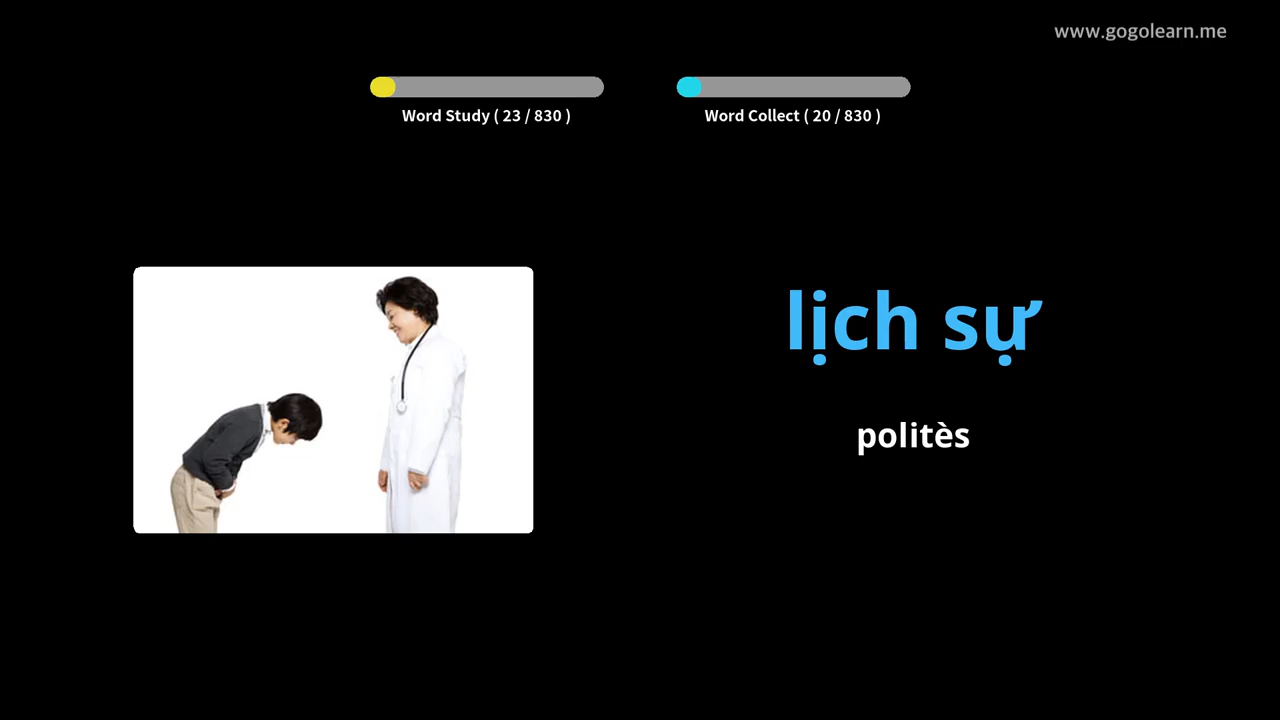 www.gogolearn.me
Word Study ( 23 / 830 )
Word Collect ( 20 / 830 )
lịch sự
politès